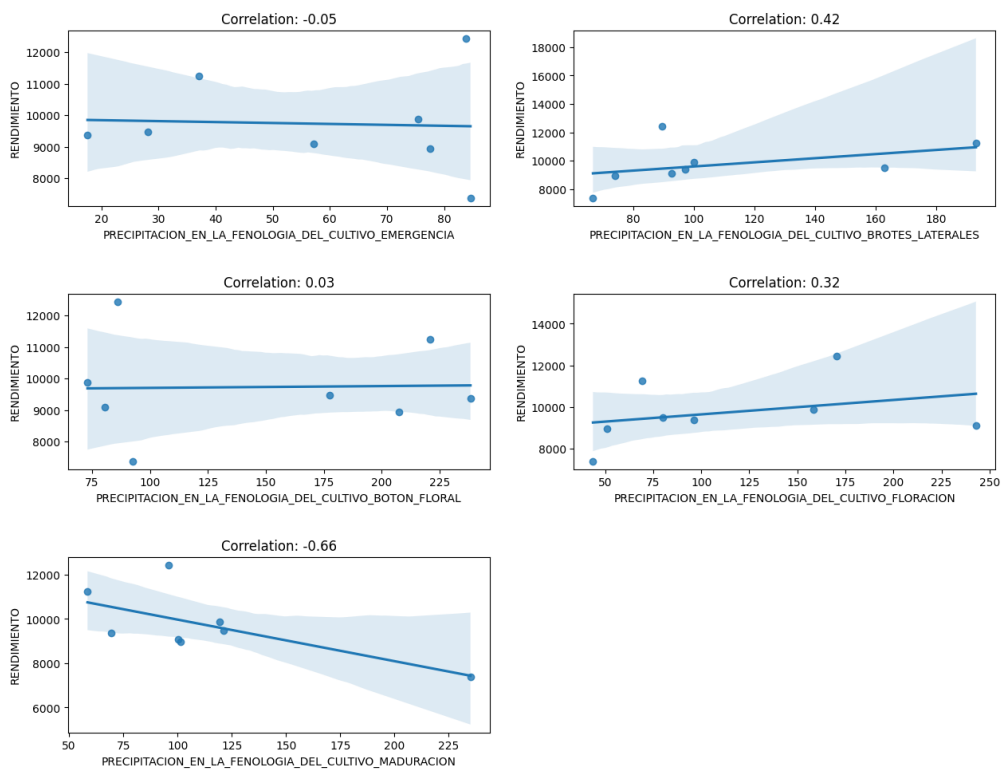 Correlation: -0.05
RENDIMIENTO
12000
11000
10000
9000
8000
20 30 40 50 60 70 80
PRECIPITACION_EN_LA_FENOLOGIA_DEL_CULTIVO_EMERGENCIA
Correlation: 0.42
RENDIMIENTO
18000
16000
14000
12000
10000
8000
80 100 120 140 160 180
PRECIPITACION_EN_LA_FENOLOGIA_DEL_CULTIVO_BROTES_LATERALES
Correlation: 0.03
RENDIMIENTO
12000
11000
10000
9000
8000
75 100 125 150 175 200 225
PRECIPITACION_EN_LA_FENOLOGIA_DEL_CULTIVO_BOTON_FLORAL
Correlation: 0.32
RENDIMIENTO
14000
12000
10000
8000
50 75 100 125 150 175 200 225 250
PRECIPITACION_EN_LA_FENOLOGIA_DEL_CULTIVO_FLORACION
Correlation: -0.66
RENDIMIENTO
12000
10000
8000
6000
50 75 100 125 150 175 200 225
PRECIPITACION_EN_LA_FENOLOGIA_DEL_CULTIVO_MADURACION